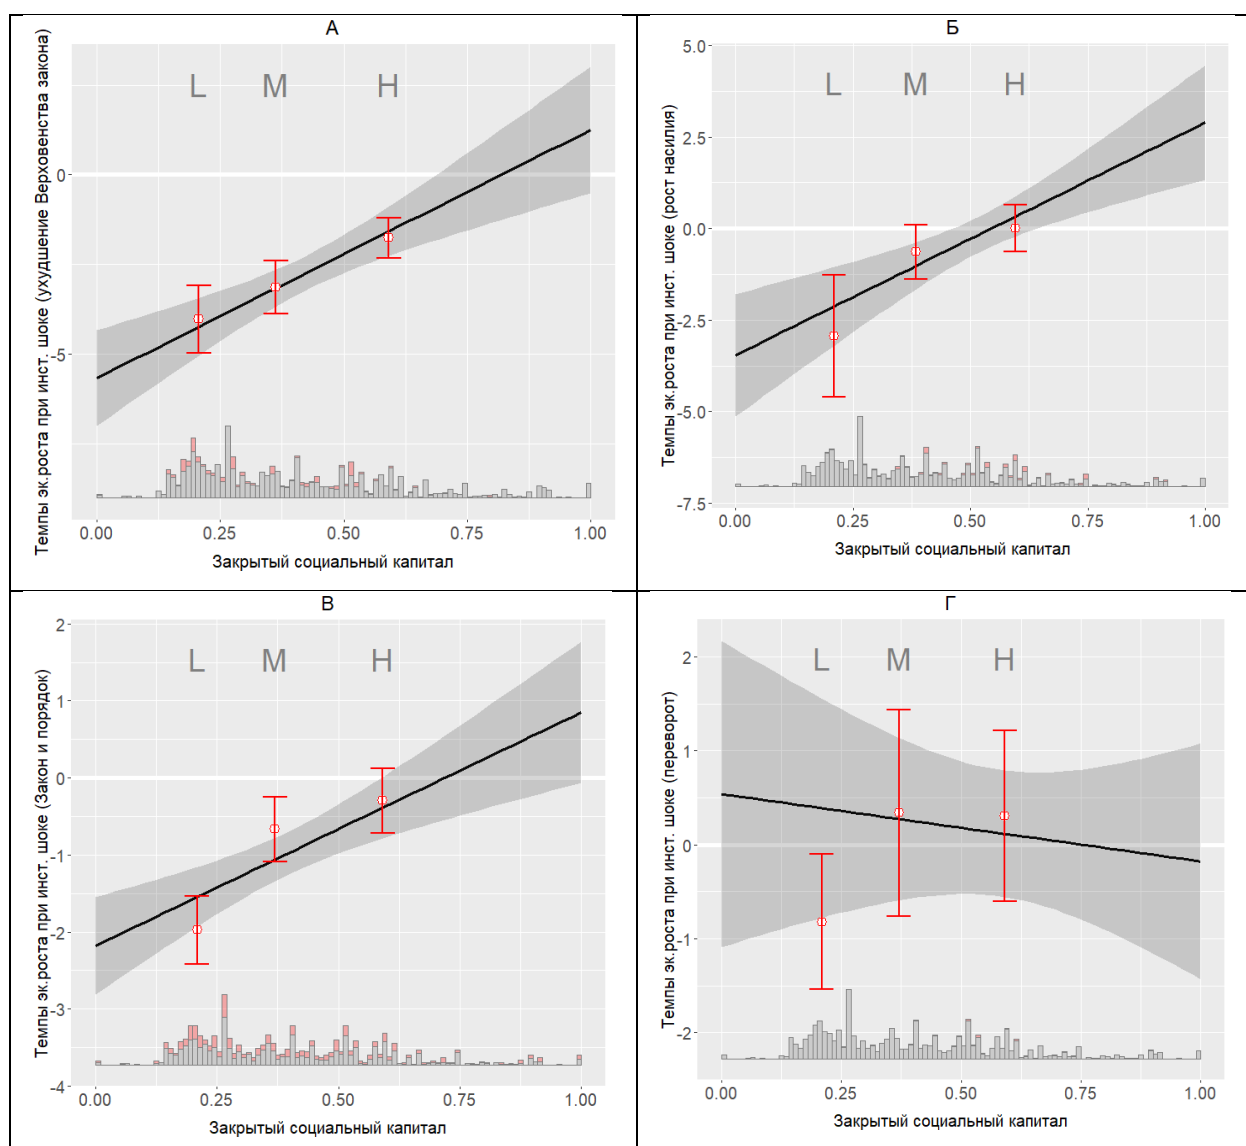 А
Темпы эк.роста при инст. шоке (ухудшение Верховенства закона)
L M H
0
-5
0.00 0.25 0.50 0.75 1.00
Закрытый социальный капитал
Б
Темпы эк.роста при инст. шоке (рост насилия)
L M H
5.0
2.5
0.0
-2.5
-5.0
-7.5
0.00 0.25 0.50 0.75 1.00
Закрытый социальный капитал
В
Темпы эк.роста при инст. шоке (Закон и порядок)
L M H
2
1
0
-1
-2
-3
-4
0.00 0.25 0.50 0.75 1.00
Закрытый социальный капитал
Г
Темпы эк.роста при инст. шоке (переворот)
L M H
2
1
0
-1
-2
0.00 0.25 0.50 0.75 1.00
Закрытый социальный капитал